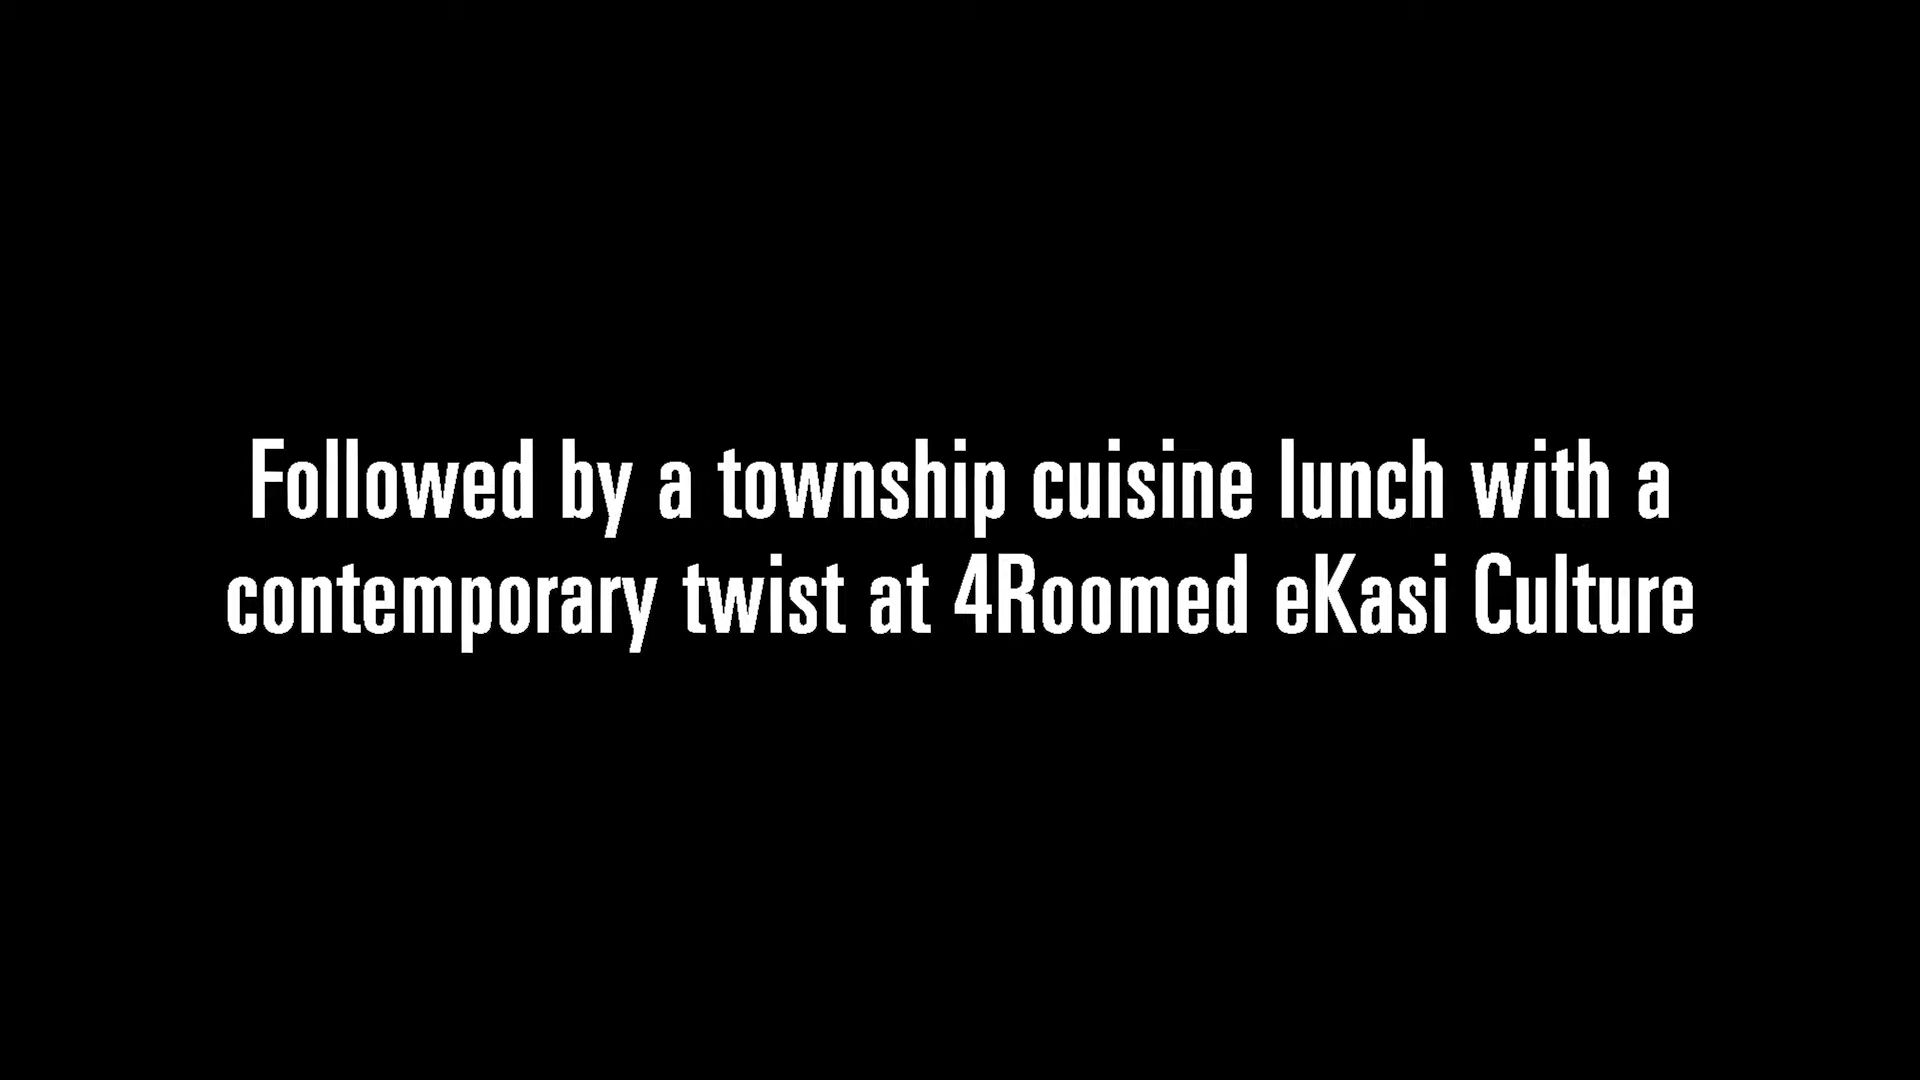 Followed by a township cuisine lunch with a
contemporary twist at 4Roomed eKasi Culture